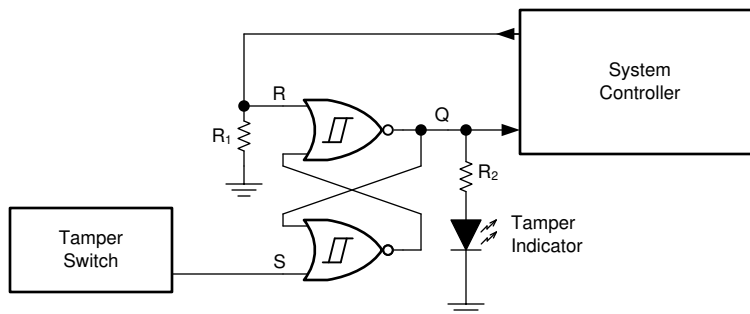 System
Controller
R
Q
R1
R2
Tamper
Switch
S
Tamper
Indicator